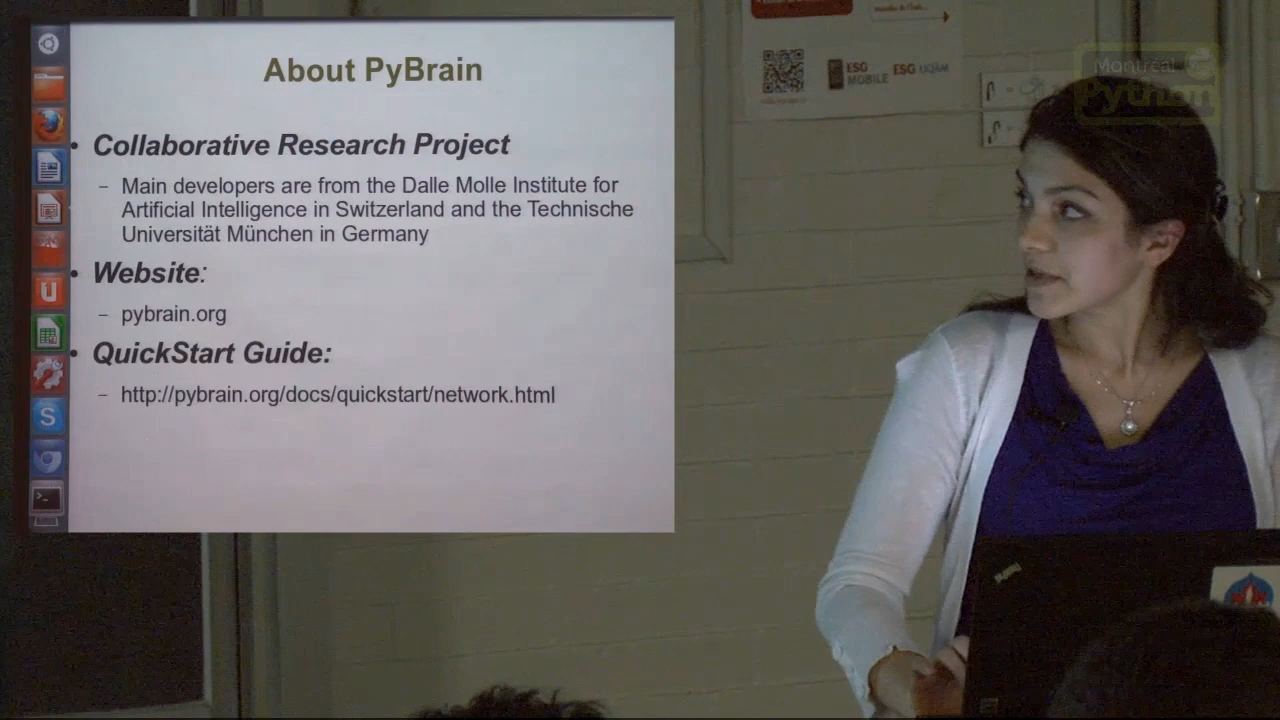 About PyBrain
• Collaborative Research Project
– Main developers are from the Dalle Molle Institute for
Artificial Intelligence in Switzerland and the Technische
Universität München in Germany
• Website:
– pybrain.org
• QuickStart Guide:
– http://pybrain.org/docs/quickstart/network.html
ESG
MOBILE
ESG UQÀM
Montréal
Python